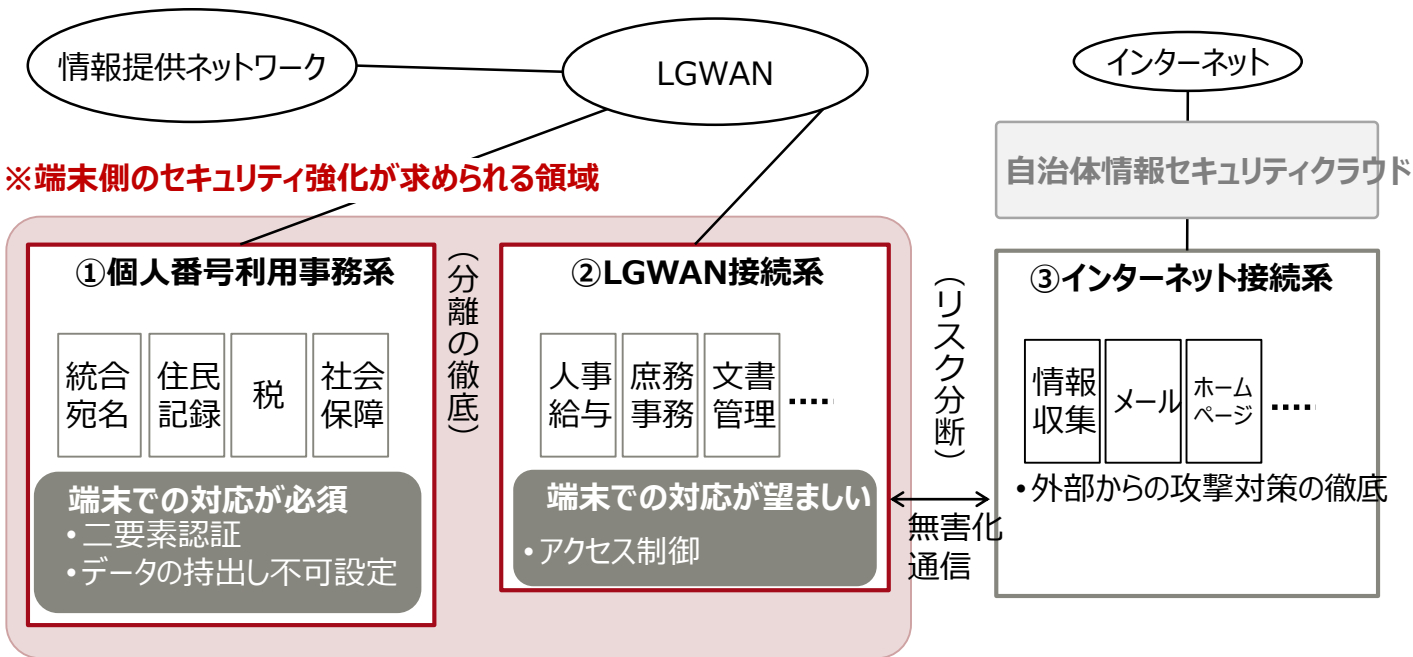 情報提供ネットワーク
LGWAN
インターネット
※端末側のセキュリティ強化が求められる領域
自治体情報セキュリティクラウド
①個人番号利用事務系
統合
宛名
住民
記録
税
社会
保障
端末での対応が必須
・二要素認証
・データの持出し不可設定
（分離の徹底）
②LGWAN接続系
人事
給与
庶務
事務
文書
管理
.....
端末での対応が望ましい
・アクセス制御
（リスク分断）
無害化
通信
③インターネット接続系
情報
収集
メール
ホーム
ページ
.....
・外部からの攻撃対策の徹底